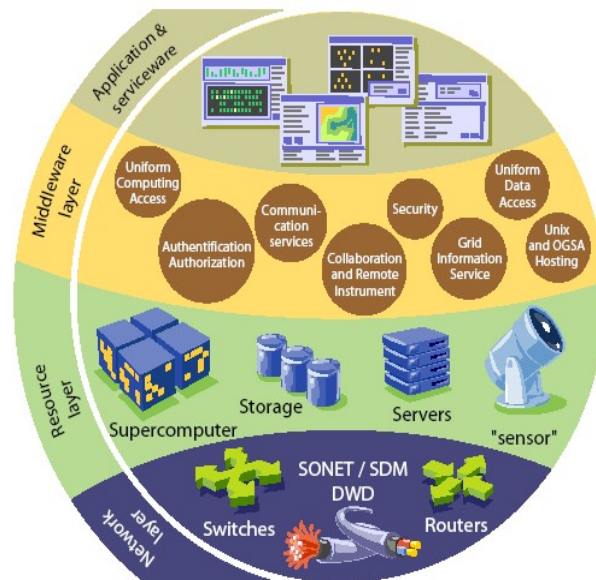 Application &
serviceware
Middleware
layer
Uniform
Computing
Access
Authentification
Authorization
Communi-
cation
services
Collaboration
and Remote
Instrument
Security
Grid
Information
Service
Uniform
Data
Access
Unix
and OGSA
Hosting
Resource
layer
Supercomputer
Storage
Servers
"sensor"
Network
layer
Switches
SONET / SDM
DWD
Routers